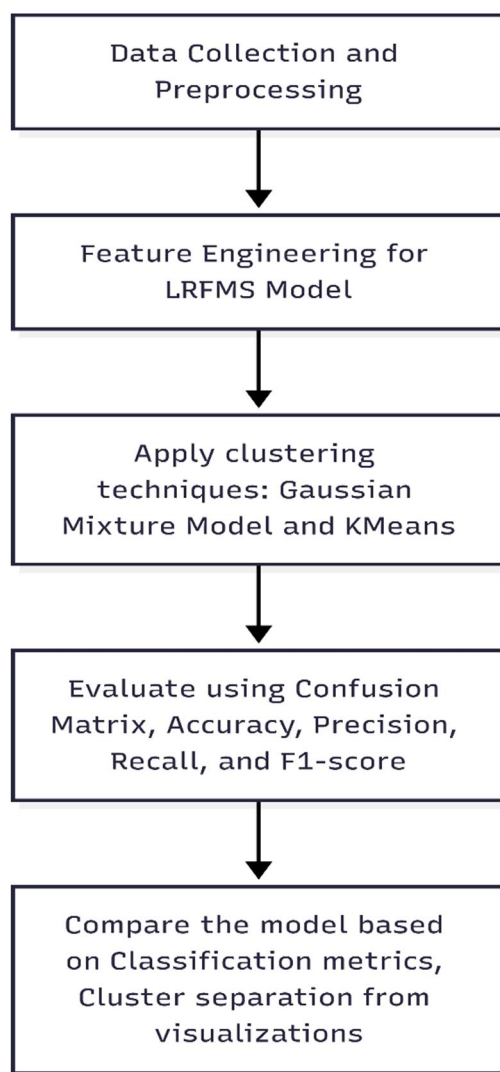 Data Collection and
Preprocessing
Feature Engineering for
LRFMS Model
Apply clustering
techniques: Gaussian
Mixture Model and KMeans
Evaluate using Confusion
Matrix, Accuracy, Precision,
Recall, and F1-score
Compare the model based
on Classification metrics,
Cluster separation from
visualizations